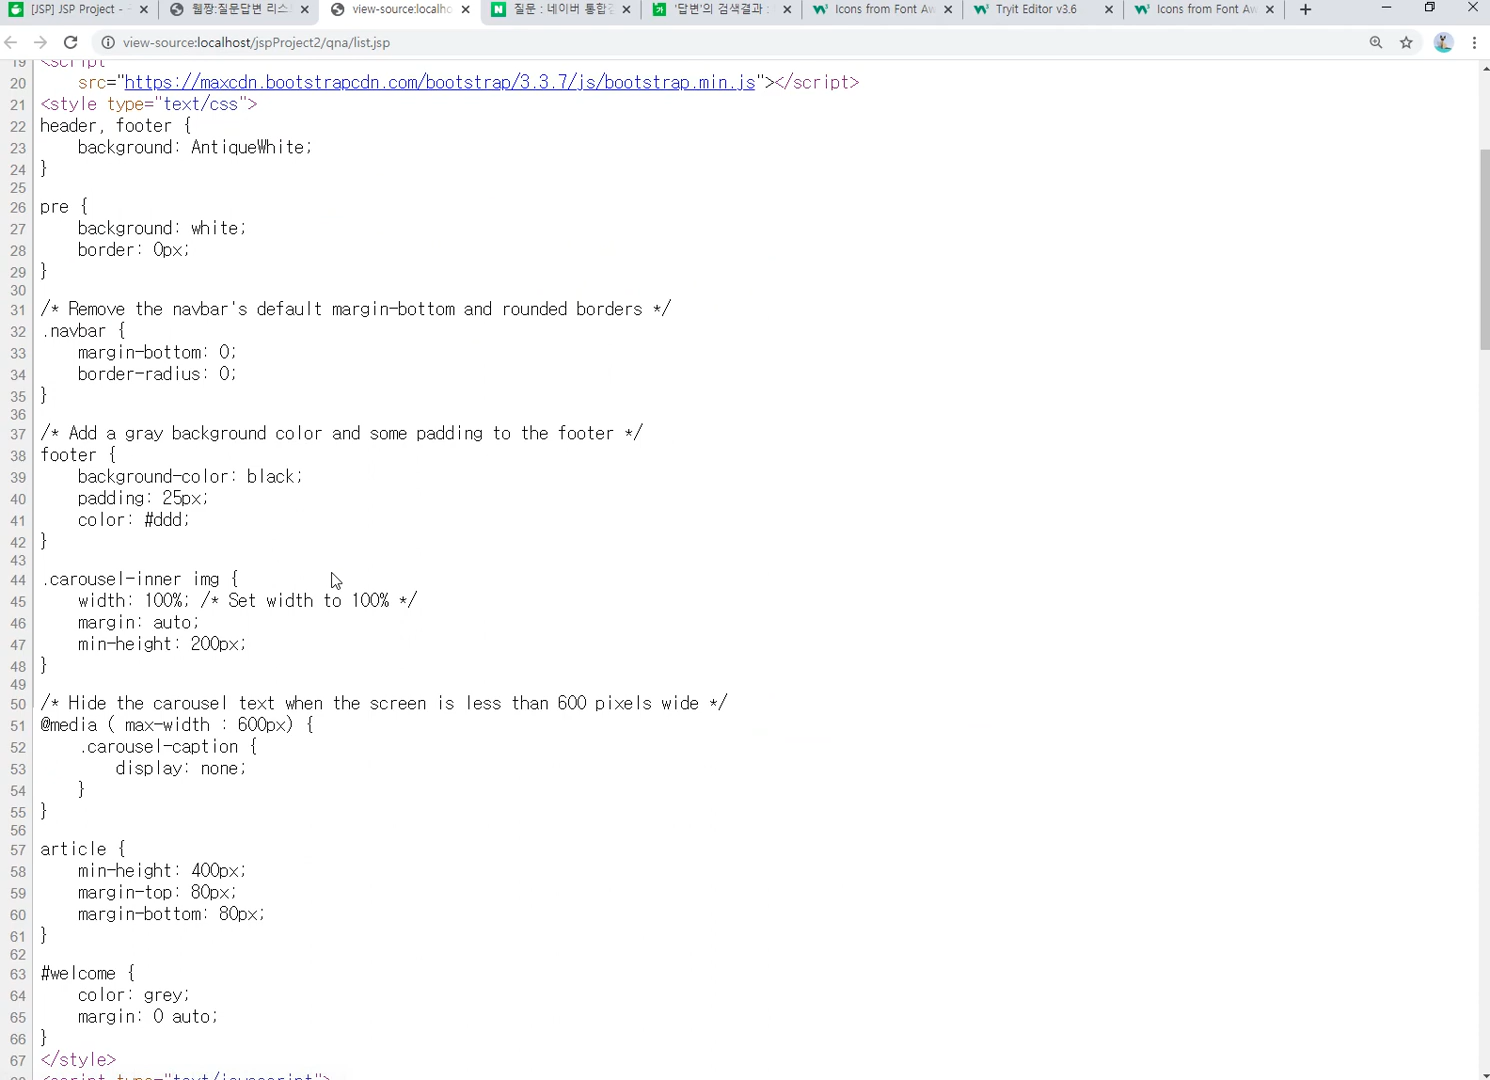 [JSP] JSP Project -
웹짱:질문답변 리스
view-source:localho
질문 : 네이버 통합
'답변'의 검색결과 :
Icons from Font Aw
Tryit Editor v3.6
Icons from Font Aw
view-source:localhost/jspProject2/qna/list.jsp
19 <script
20 src="https://maxcdn.bootstrapcdn.com/bootstrap/3.3.7/js/bootstrap.min.js"></script>
21 <style type="text/css">
22 header, footer {
23 background: AntiqueWhite;
24 }
25
26 pre {
27 background: white;
28 border: 0px;
29 }
30
31 /* Remove the navbar's default margin-bottom and rounded borders */
32 .navbar {
33 margin-bottom: 0;
34 border-radius: 0;
35 }
36
37 /* Add a gray background color and some padding to the footer */
38 footer {
39 background-color: black;
40 padding: 25px;
41 color: #ddd;
42 }
43
44 .carousel-inner img {
45 width: 100%; /* Set width to 100% */
46 margin: auto;
47 min-height: 200px;
48 }
49
50 /* Hide the carousel text when the screen is less than 600 pixels wide */
51 @media ( max-width : 600px) {
52 .carousel-caption {
53 display: none;
54 }
55 }
56
57 article {
58 min-height: 400px;
59 margin-top: 80px;
60 margin-bottom: 80px;
61 }
62
63 #welcome {
64 color: grey;
65 margin: 0 auto;
66 }
67 </style>
<script type="text/javascript">